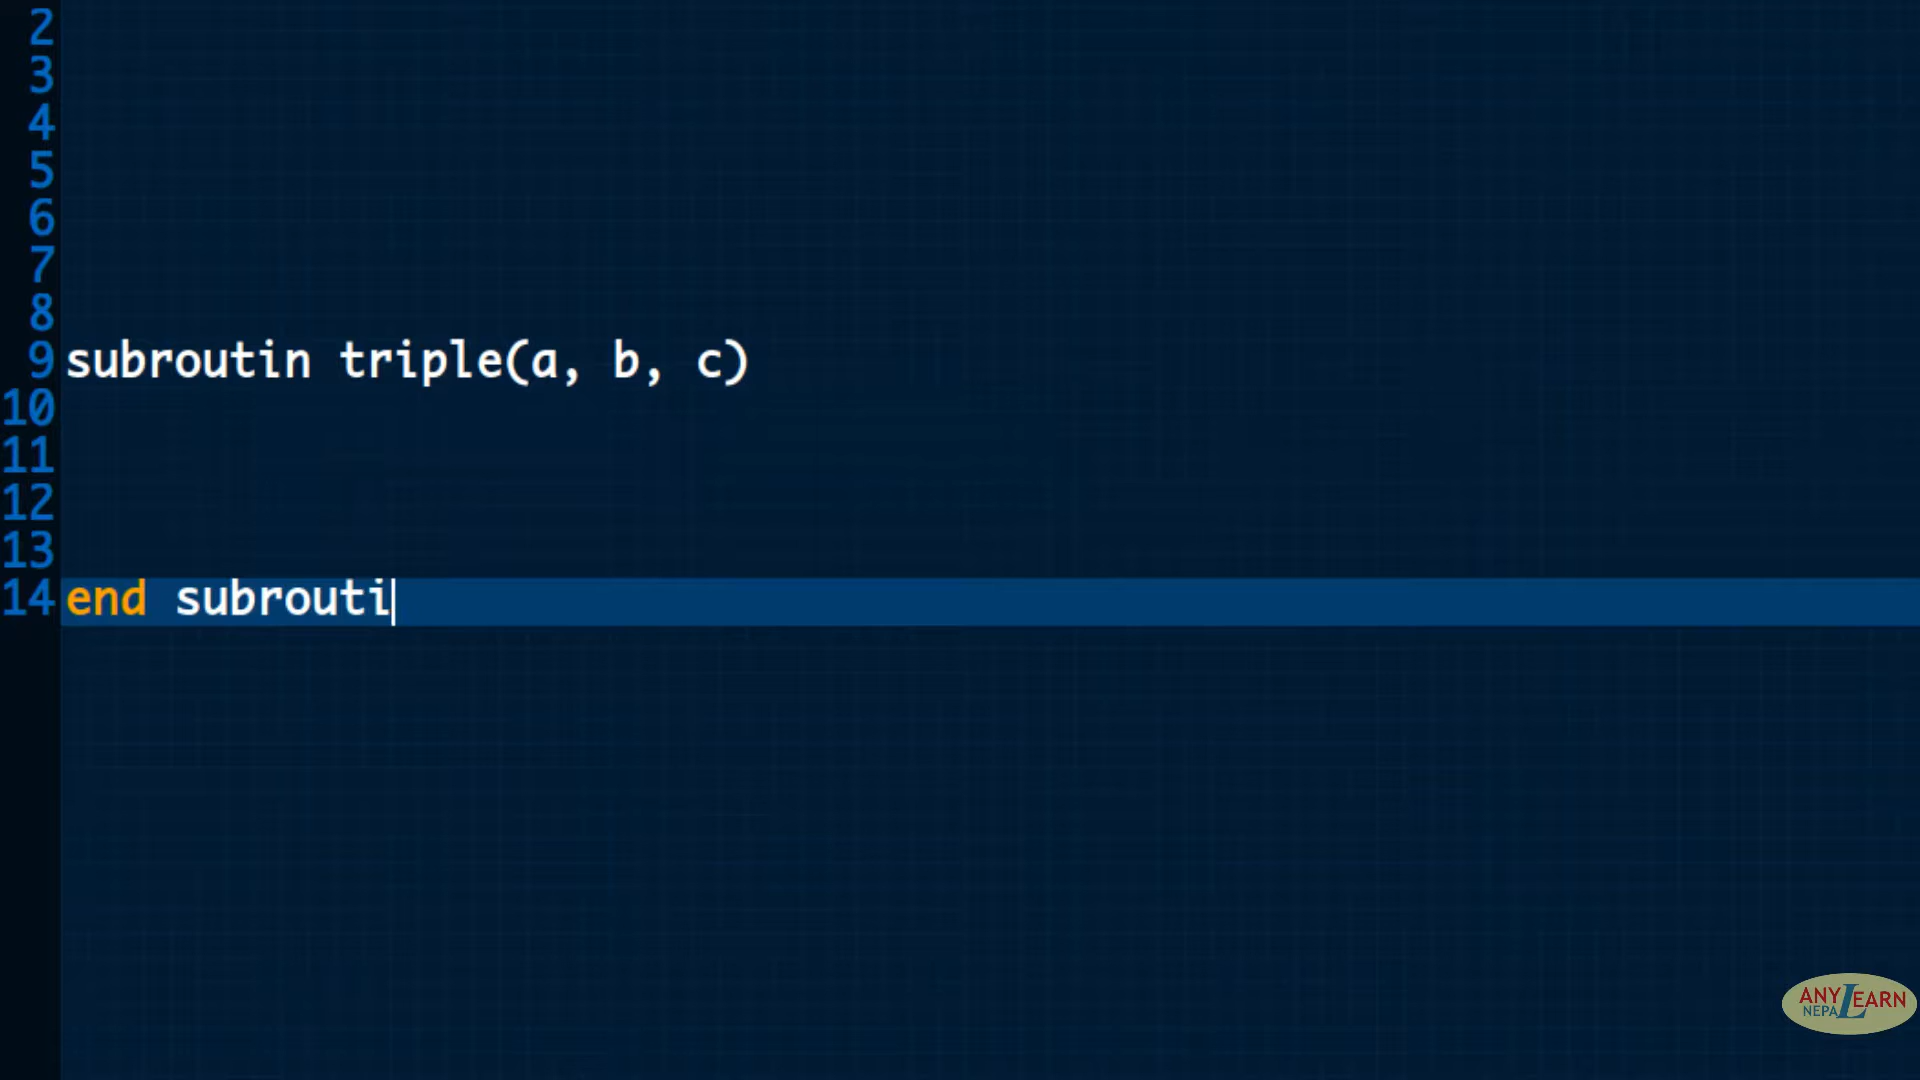 2
3
4
5
6
7
8
9 subroutin triple(a, b, c)
10
11
12
13
14 end subrouti
ANY LEARN
NEPAL